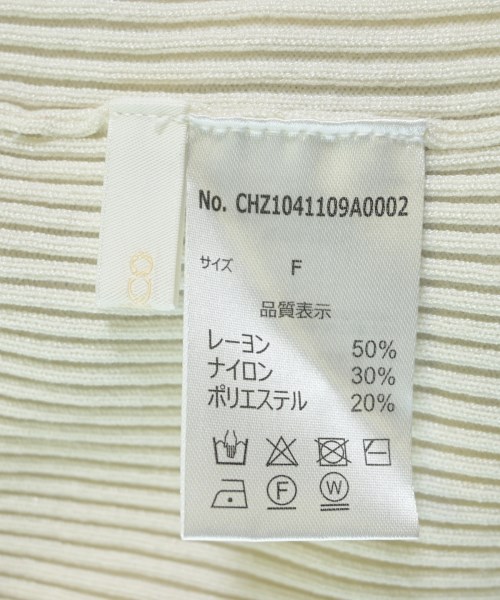 No. CHZ1041109A0002
サイズ F
品質表示
レーヨン 50%
ナイロン 30%
ポリエステル 20%
F W